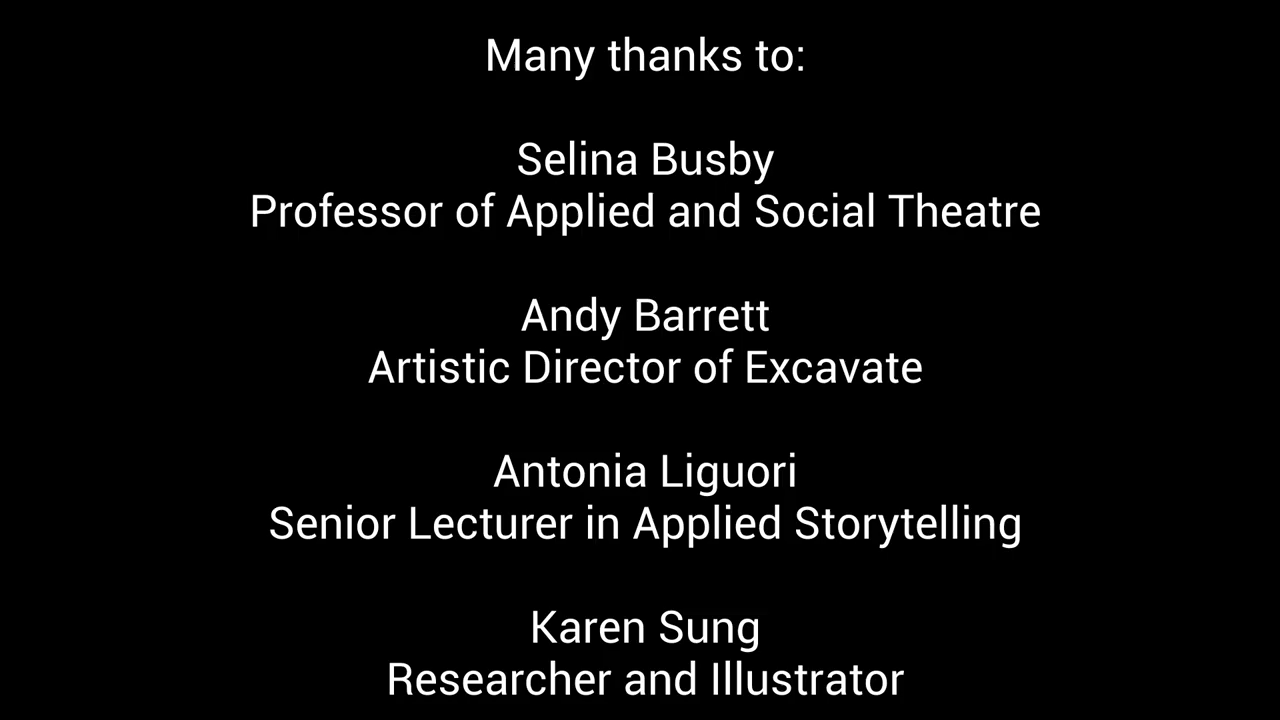 Many thanks to:
Selina Busby
Professor of Applied and Social Theatre
Andy Barrett
Artistic Director of Excavate
Antonia Liguori
Senior Lecturer in Applied Storytelling
Karen Sung
Researcher and Illustrator